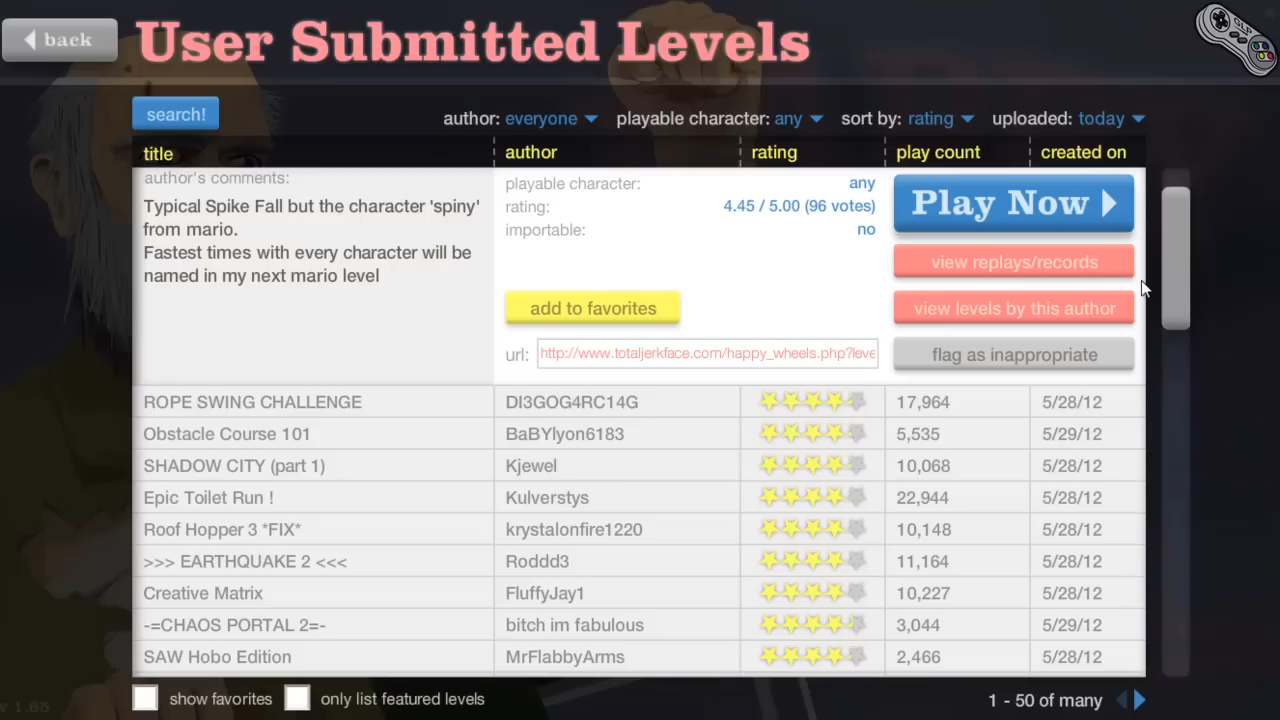 back
User Submitted Levels
search!
author: everyone playable character: any sort by: rating uploaded: today
title author rating play count created on
author's comments:
Typical Spike Fall but the character 'spiny'
from mario.
Fastest times with every character will be
named in my next mario level
playable character: any
rating: 4.45 / 5.00 (96 votes)
importable: no
add to favorites
url: http://www.totaljerkface.com/happy_wheels.php?leve
Play Now
view replays/records
view levels by this author
flag as inappropriate
ROPE SWING CHALLENGE DI3GOG4RC14G 17,964 5/28/12
Obstacle Course 101 BaBYlyon6183 5,535 5/29/12
SHADOW CITY (part 1) Kjewel 10,068 5/28/12
Epic Toilet Run ! Kulverstys 22,944 5/28/12
Roof Hopper 3 *FIX* krystalonfire1220 10,148 5/28/12
>>> EARTHQUAKE 2 <<< Roddd3 11,164 5/28/12
Creative Matrix FluffyJay1 10,227 5/28/12
-=CHAOS PORTAL 2=- bitch im fabulous 3,044 5/29/12
SAW Hobo Edition MrFlabbyArms 2,466 5/28/12
show favorites only list featured levels 1 - 50 of many
v 1.65